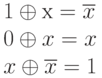 1 ⊕ x = x̅
0 ⊕ x = x
x ⊕ x̅ = 1